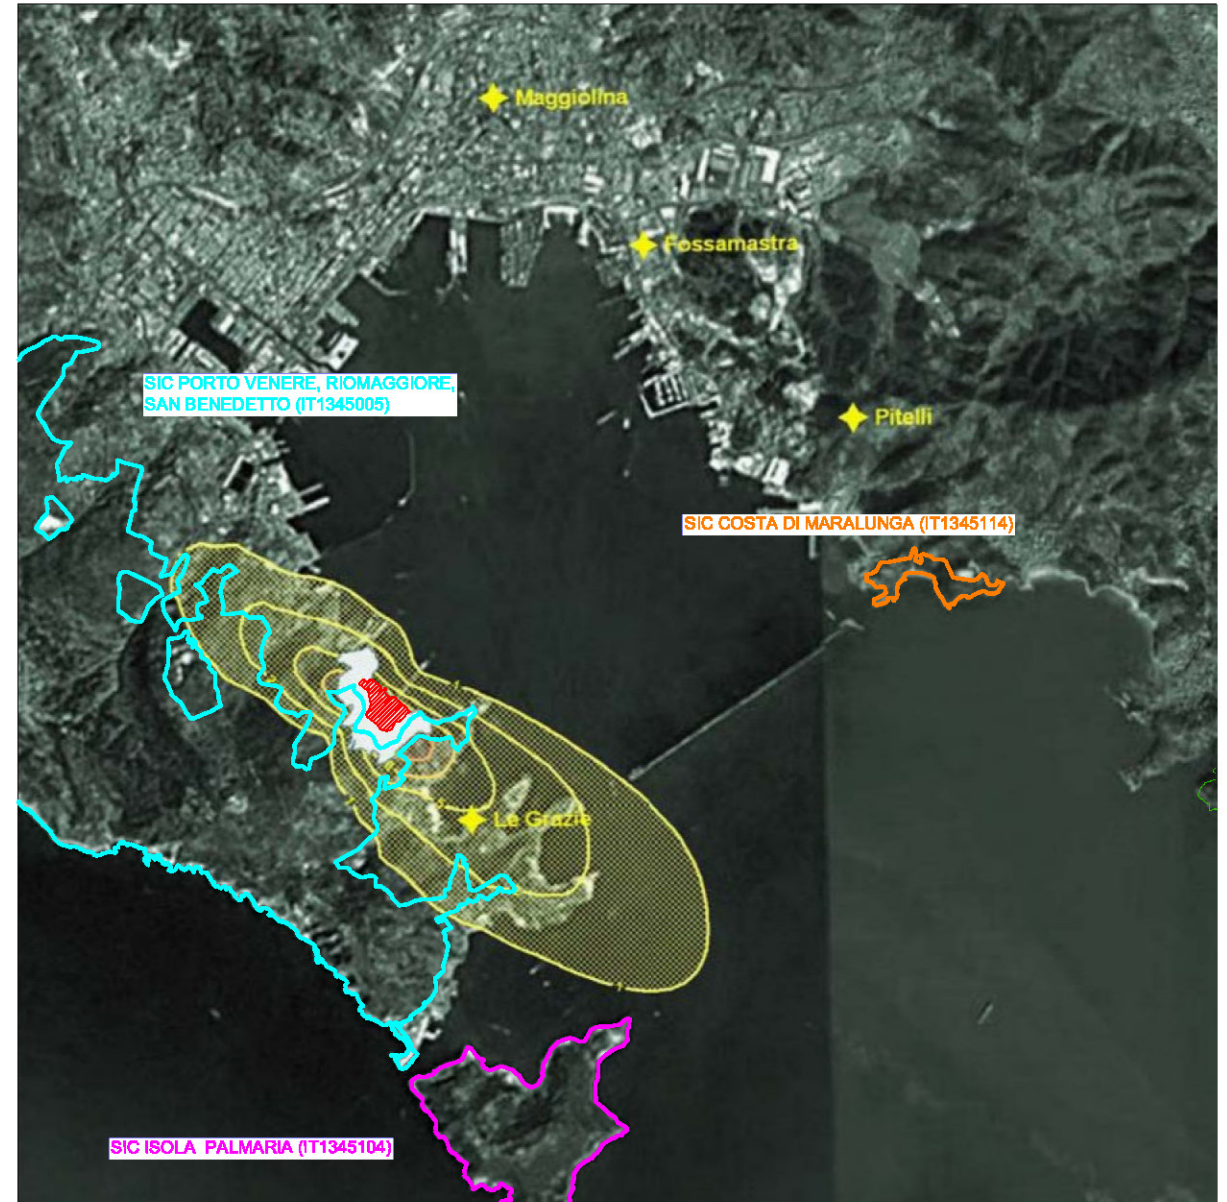 Maggiolina
Fossamastra
SIC PORTO VENERE, RIOMAGGIORE,
SAN BENEDETTO (IT1345005)
Pitelli
SIC COSTA DI MARALUNGA (IT1345114)
Le Grazie
SIC ISOLA PALMARIA (IT1345104)